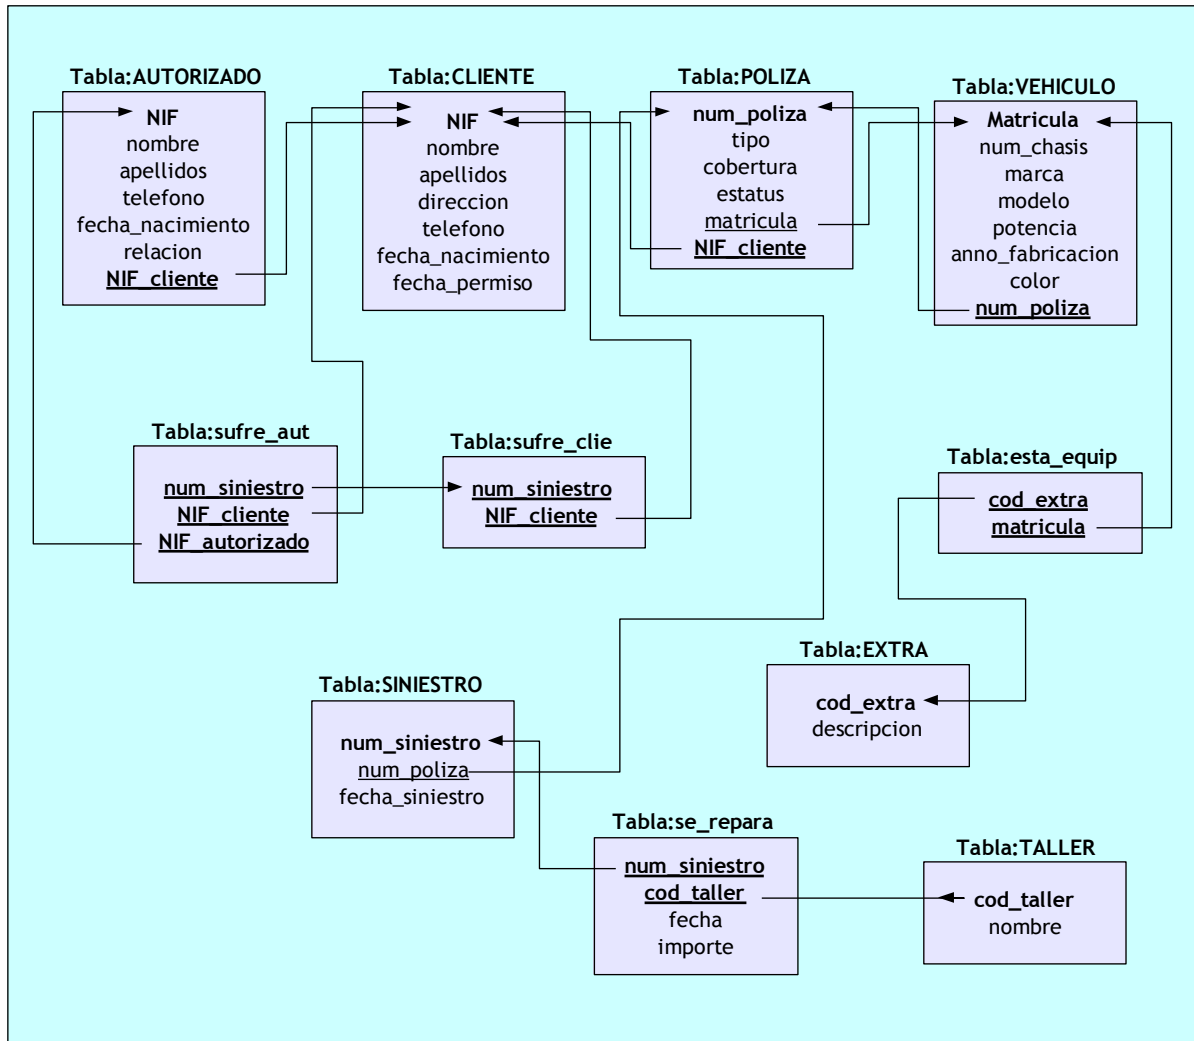 Tabla:AUTORIZADO
NIF
nombre
apellidos
telefono
fecha_nacimiento
relacion
NIF_cliente
Tabla:CLIENTE
NIF
nombre
apellidos
direccion
telefono
fecha_nacimiento
fecha_permiso
Tabla:POLIZA
num_poliza
tipo
cobertura
estatus
matricula
NIF_cliente
Tabla:VEHICULO
Matricula
num_chasis
marca
modelo
potencia
anno_fabricacion
color
num_poliza
Tabla:sufre_aut
num_siniestro
NIF_cliente
NIF_autorizado
Tabla:sufre_clie
num_siniestro
NIF_cliente
Tabla:esta_equip
cod_extra
matricula
Tabla:EXTRA
cod_extra
descripcion
Tabla:SINIESTRO
num_siniestro
num_poliza
fecha_siniestro
Tabla:se_repara
num_siniestro
cod_taller
fecha
importe
Tabla:TALLER
cod_taller
nombre